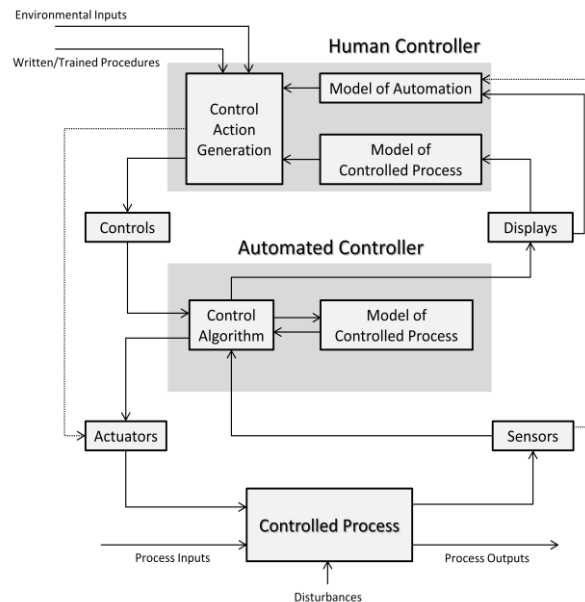 Environmental Inputs
Written/Trained Procedures
Human Controller
Control
Action
Generation
Model of Automation
Model of
Controlled Process
Controls
Displays
Automated Controller
Control
Algorithm
Model of
Controlled Process
Actuators
Sensors
Controlled Process
Process Inputs
Process Outputs
Disturbances